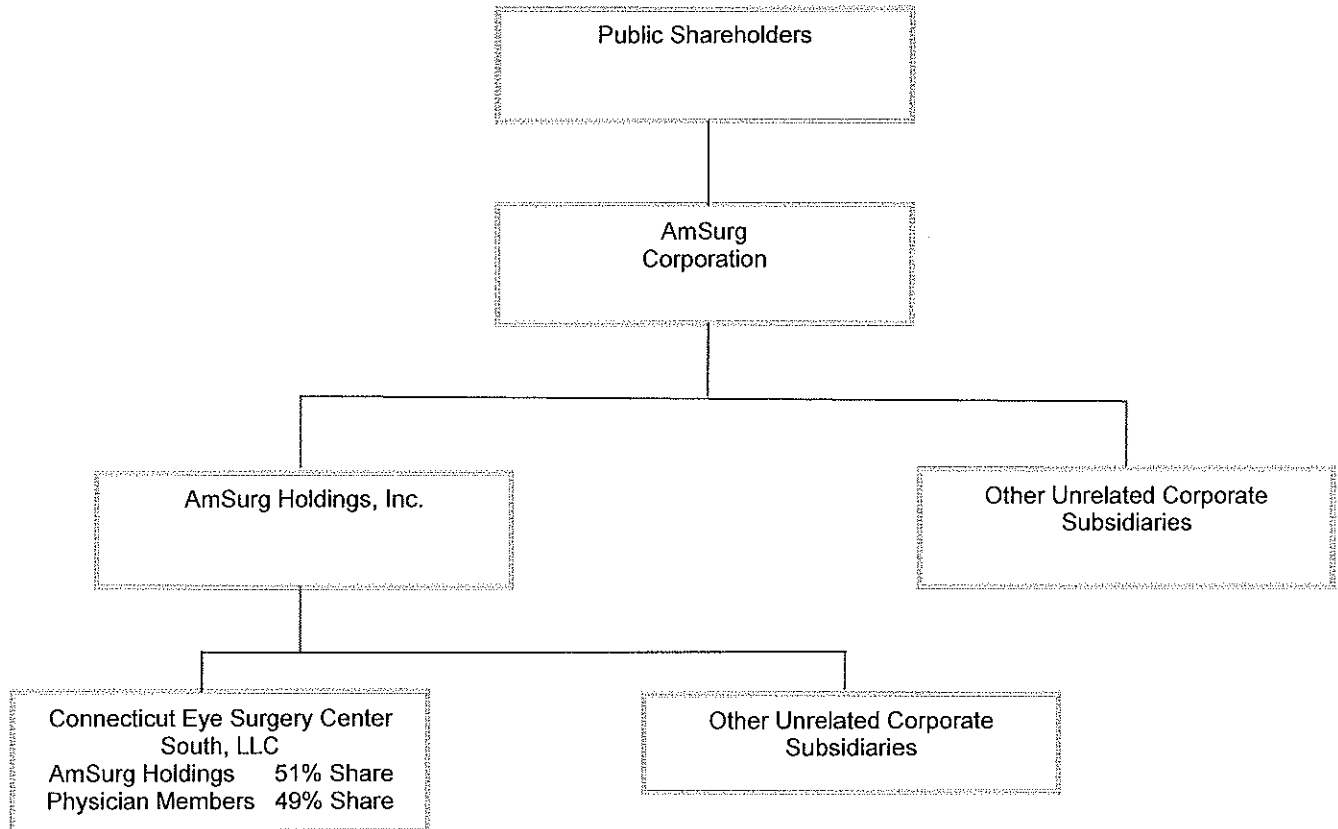 Public Shareholders
AmSurg
Corporation
AmSurg Holdings, Inc.
Other Unrelated Corporate
Subsidiaries
Connecticut Eye Surgery Center
South, LLC
AmSurg Holdings 51% Share
Physician Members 49% Share
Other Unrelated Corporate
Subsidiaries